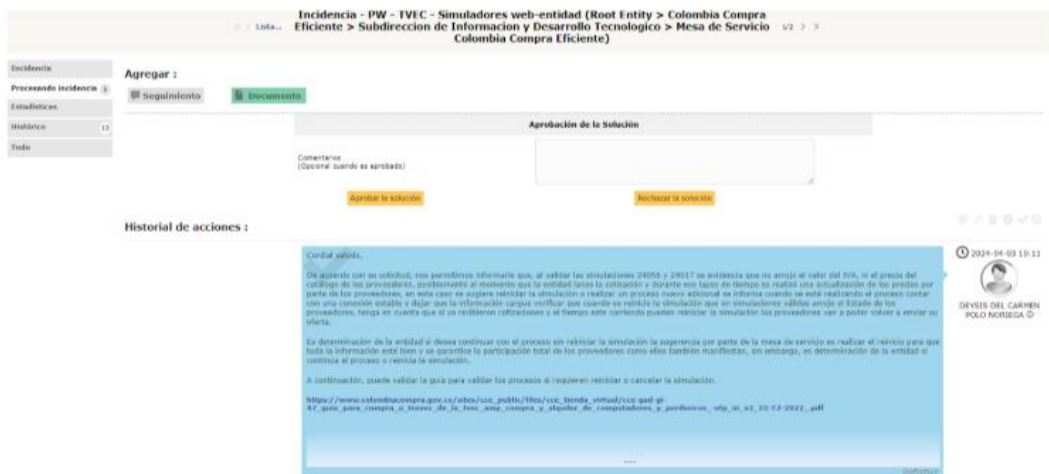 Incidencia - PW - TVEC - Simuladores web-entidad (Root Entity > Colombia Compra
Lista... Eficiente > Subdireccion de Informacion y Desarrollo Tecnologico > Mesa de Servicio 1/2
Colombia Compra Eficiente)
Incidencia
Procesando incidencia 1
Estadísticas
Histórico 12
Todo
Agregar :
Seguimiento Documento
Aprobación de la Solución
Comentarios
(Opcional cuando es aprobado)
Aprobar la solución Rechazar la solución
Historial de acciones :
Cordial saludo,
De acuerdo con su solicitud, nos permitimos informarle que, al validar las simulaciones 24056 y 24017 se evidencia que no arrojo el valor del IVA, ni el precio del
catálogo de los proveedores, posiblemente al momento que la entidad lanza la cotización y durante ese lapso de tiempo se realizó una actualización de los precios por
parte de los proveedores, en este caso se sugiere reiniciar la simulación o realizar un proceso nuevo adicional se informa cuando se esté realizando el proceso contar
con una conexión estable y dejar que la información cargue verificar que cuando se reinicie la simulación que en simulaciones válidas arroje el listado de los
proveedores, tenga en cuenta que si ya recibieron cotizaciones y el tiempo este corriendo pueden reiniciar la simulación los proveedores van a poder volver a enviar su
oferta.
Es determinación de la entidad si desea continuar con el proceso sin reiniciar la simulación la sugerencia por parte de la mesa de servicio es realizar el reinicio para que
toda la información esté bien y se garantice la participación total de los proveedores como ellos también manifiestan, sin embargo, es determinación de la entidad si
continua el proceso o reinicia la simulación.
A continuación, puede validar la guía para validar los procesos si requieren reiniciar o cancelar la simulación.
https://www.colombiacompra.gov.co/sites/cce_public/files/cce_tienda_virtual/cce-gad-gi-
47_guia_para_compra_a_traves_de_la_tvec_amp_compra_y_alquiler_de_computadores_y_perifericos_-etp_iii_v3_22-12-2022_.pdf
....
2024-04-03 10:11
DEYSIS DEL CARMEN
POLO NORIEGA